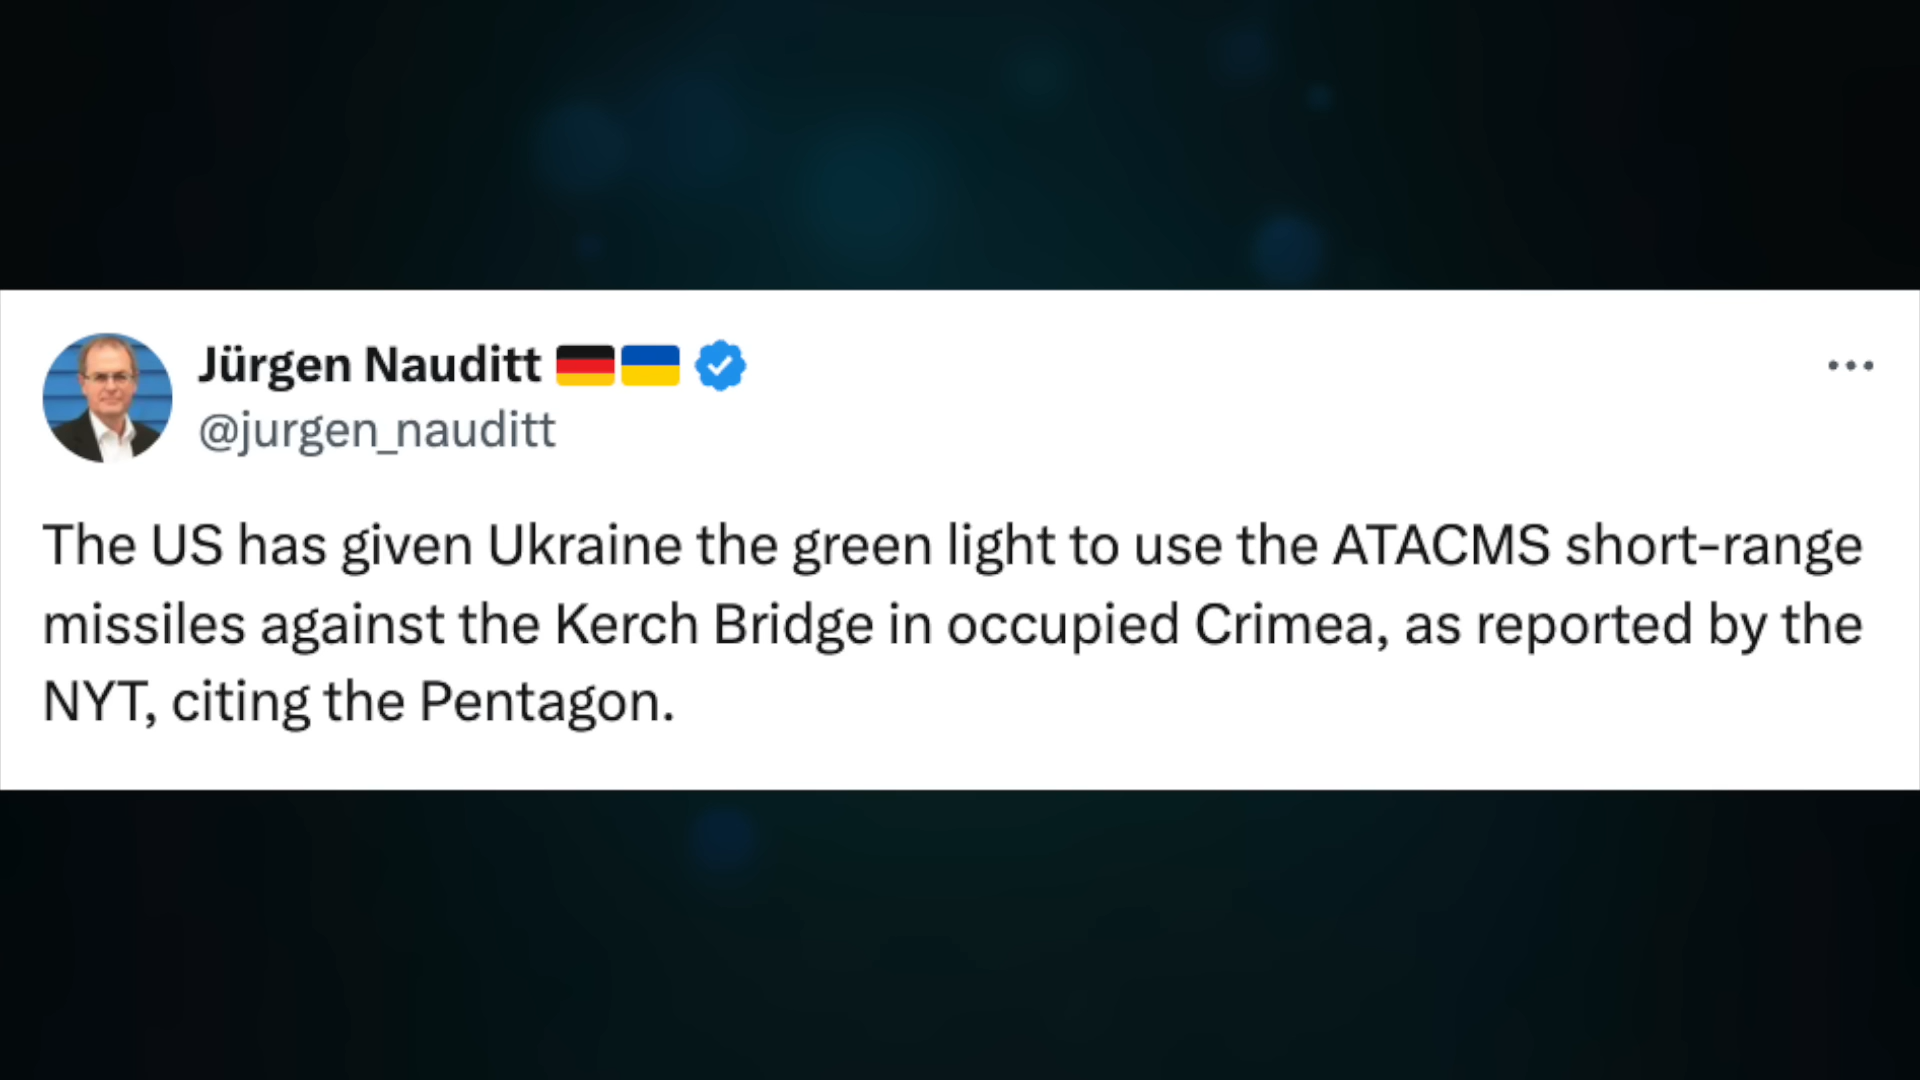 Jürgen Nauditt 🇩🇪🇺🇦
@jurgen_nauditt
The US has given Ukraine the green light to use the ATACMS short-range
missiles against the Kerch Bridge in occupied Crimea, as reported by the
NYT, citing the Pentagon.